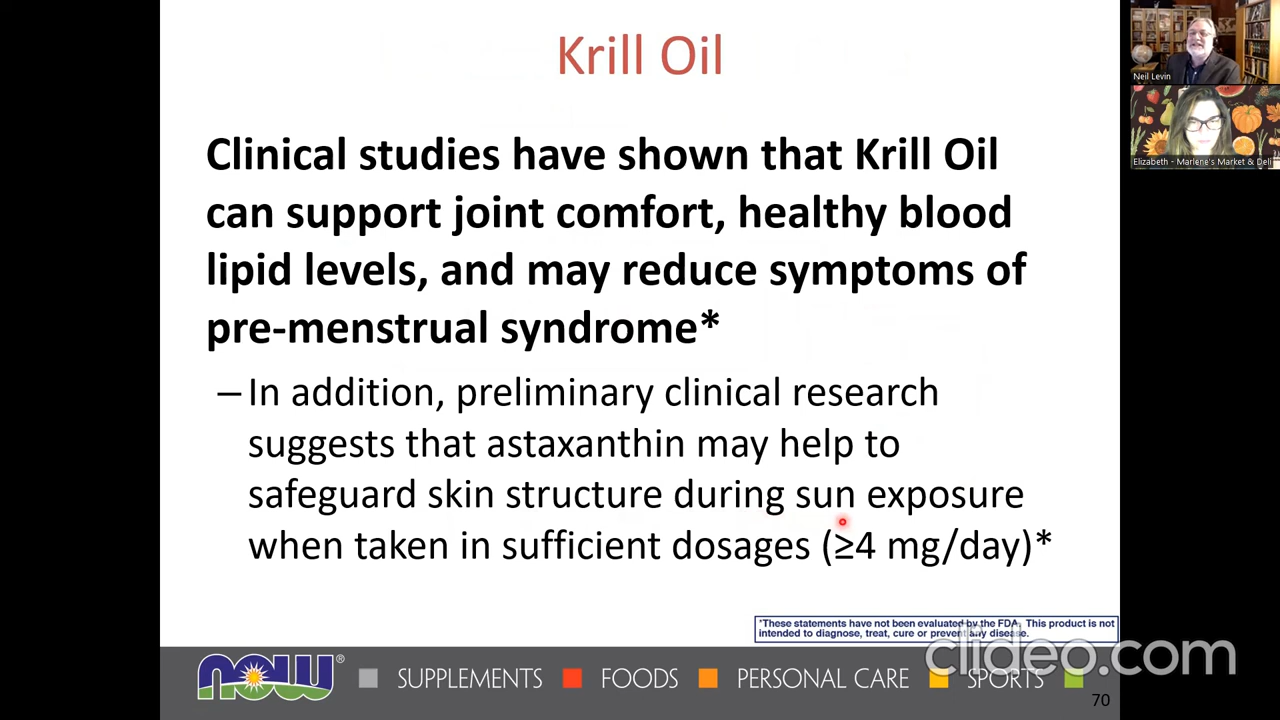 Krill Oil
Clinical studies have shown that Krill Oil
can support joint comfort, healthy blood
lipid levels, and may reduce symptoms of
pre-menstrual syndrome*
–In addition, preliminary clinical research
suggests that astaxanthin may help to
safeguard skin structure during sun exposure
when taken in sufficient dosages (≥4 mg/day)*
*These statements have not been evaluated by the FDA. This product is not
intended to diagnose, treat, cure or prevent any disease.
NOW® SUPPLEMENTS FOODS PERSONAL CARE SPORTS
70
clideo.com
Neil Levin
Elizabeth - Marlene's Market & Deli